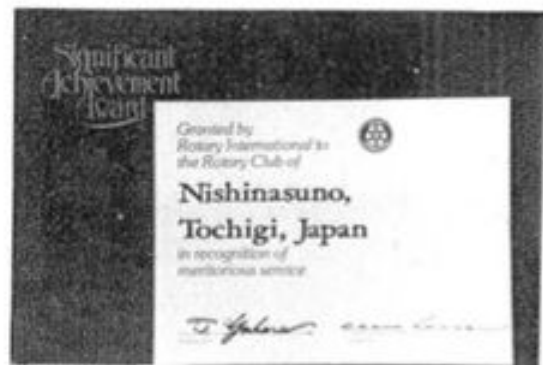 Significant
Achievement
Award
Granted by
Rotary International to
the Rotary Club of
Nishinasuno,
Tochigi, Japan
in recognition of
meritorious service